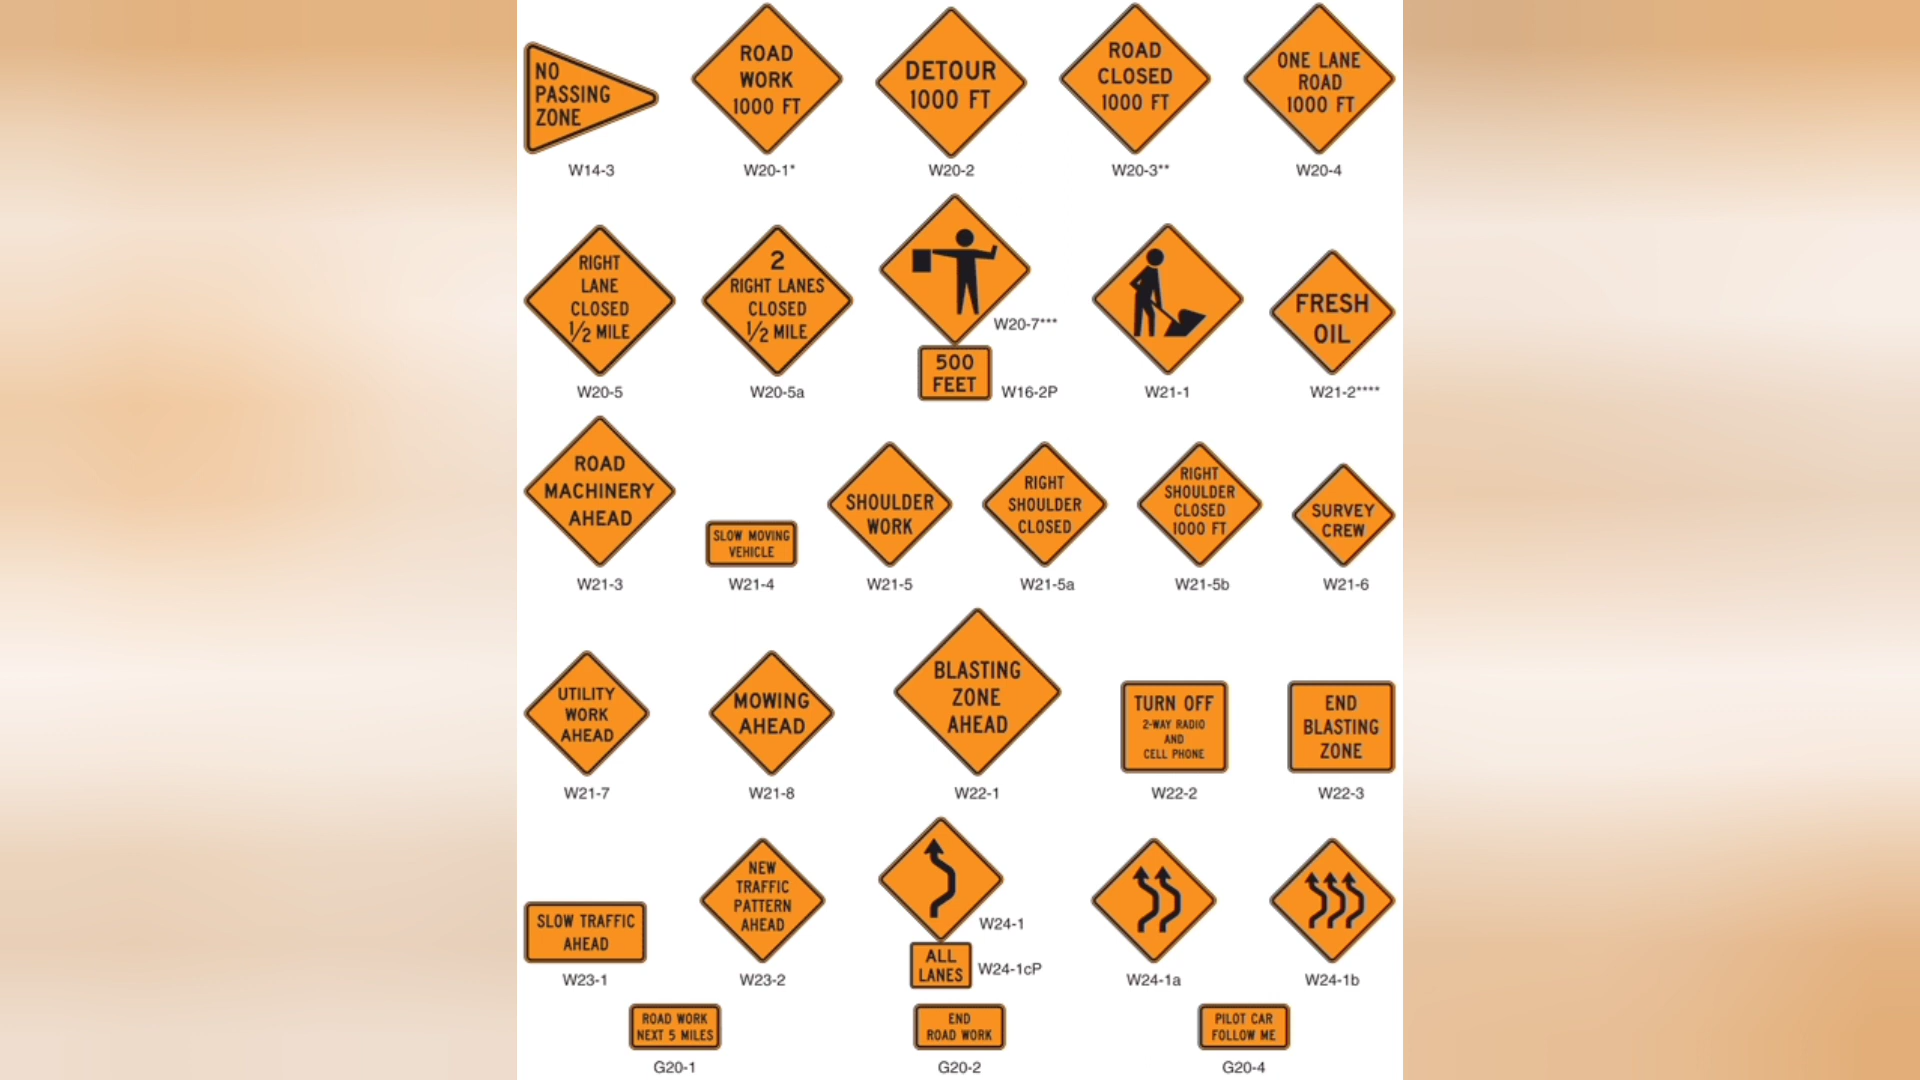 NO
PASSING
ZONE
W14-3
ROAD
WORK
1000 FT
W20-1*
DETOUR
1000 FT
W20-2
ROAD
CLOSED
1000 FT
W20-3**
ONE LANE
ROAD
1000 FT
W20-4
RIGHT
LANE
CLOSED
1/2 MILE
W20-5
2
RIGHT LANES
CLOSED
1/2 MILE
W20-5a
W20-7***
500
FEET
W16-2P
W21-1
FRESH
OIL
W21-2****
ROAD
MACHINERY
AHEAD
W21-3
SLOW MOVING
VEHICLE
W21-4
SHOULDER
WORK
W21-5
RIGHT
SHOULDER
CLOSED
W21-5a
RIGHT
SHOULDER
CLOSED
1000 FT
W21-5b
SURVEY
CREW
W21-6
UTILITY
WORK
AHEAD
W21-7
MOWING
AHEAD
W21-8
BLASTING
ZONE
AHEAD
W22-1
TURN OFF
2-WAY RADIO
AND
CELL PHONE
W22-2
END
BLASTING
ZONE
W22-3
SLOW TRAFFIC
AHEAD
W23-1
NEW
TRAFFIC
PATTERN
AHEAD
W23-2
W24-1
ALL
LANES
W24-1cP
W24-1a
W24-1b
ROAD WORK
NEXT 5 MILES
G20-1
END
ROAD WORK
G20-2
PILOT CAR
FOLLOW ME
G20-4